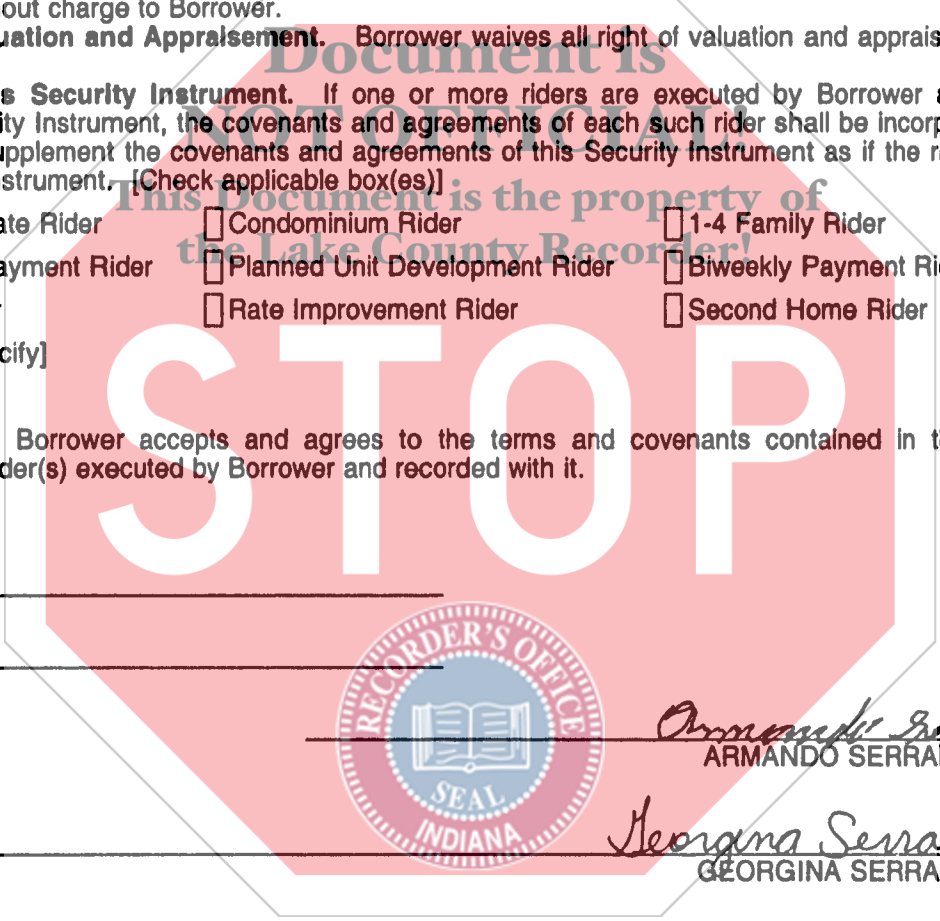 out charge to Borrower.
uation and Appraisement. Borrower waives all right of valuation and apprais
Document is
s Security Instrument. If one or more riders are executed by Borrower a
NOT OFFICIAL!
ity Instrument, the covenants and agreements of each such rider shall be incorp
upplement the covenants and agreements of this Security Instrument as if the ri
strument. [Check applicable box(es)]
This Document is the property of
ate Rider Condominium Rider 1-4 Family Rider
the Lake County Recorder!
ayment Rider Planned Unit Development Rider Biweekly Payment Ri
Rate Improvement Rider Second Home Rider
cify]
STOP
Borrower accepts and agrees to the terms and covenants contained in t
der(s) executed by Borrower and recorded with it.
RECORDER'S OFFICE
SEAL
INDIANA
Armando
ARMANDO SERRA
Georgina Serra
GEORGINA SERRA